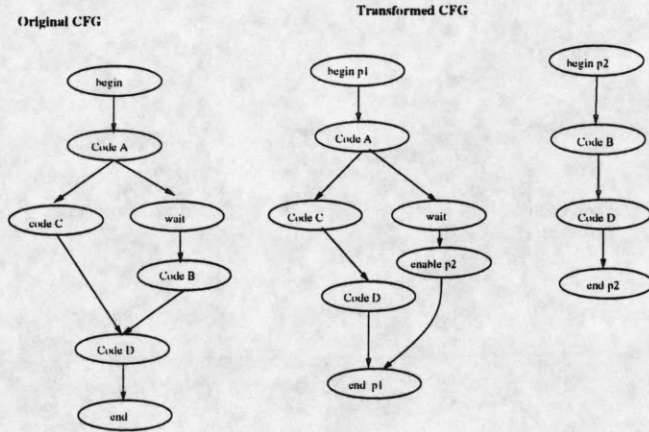 Original CFG
begin
Code A
code C
wait
Code B
Code D
end
Transformed CFG
begin p1
Code A
Code C
wait
enable p2
Code D
end p1
begin p2
Code B
Code D
end p2